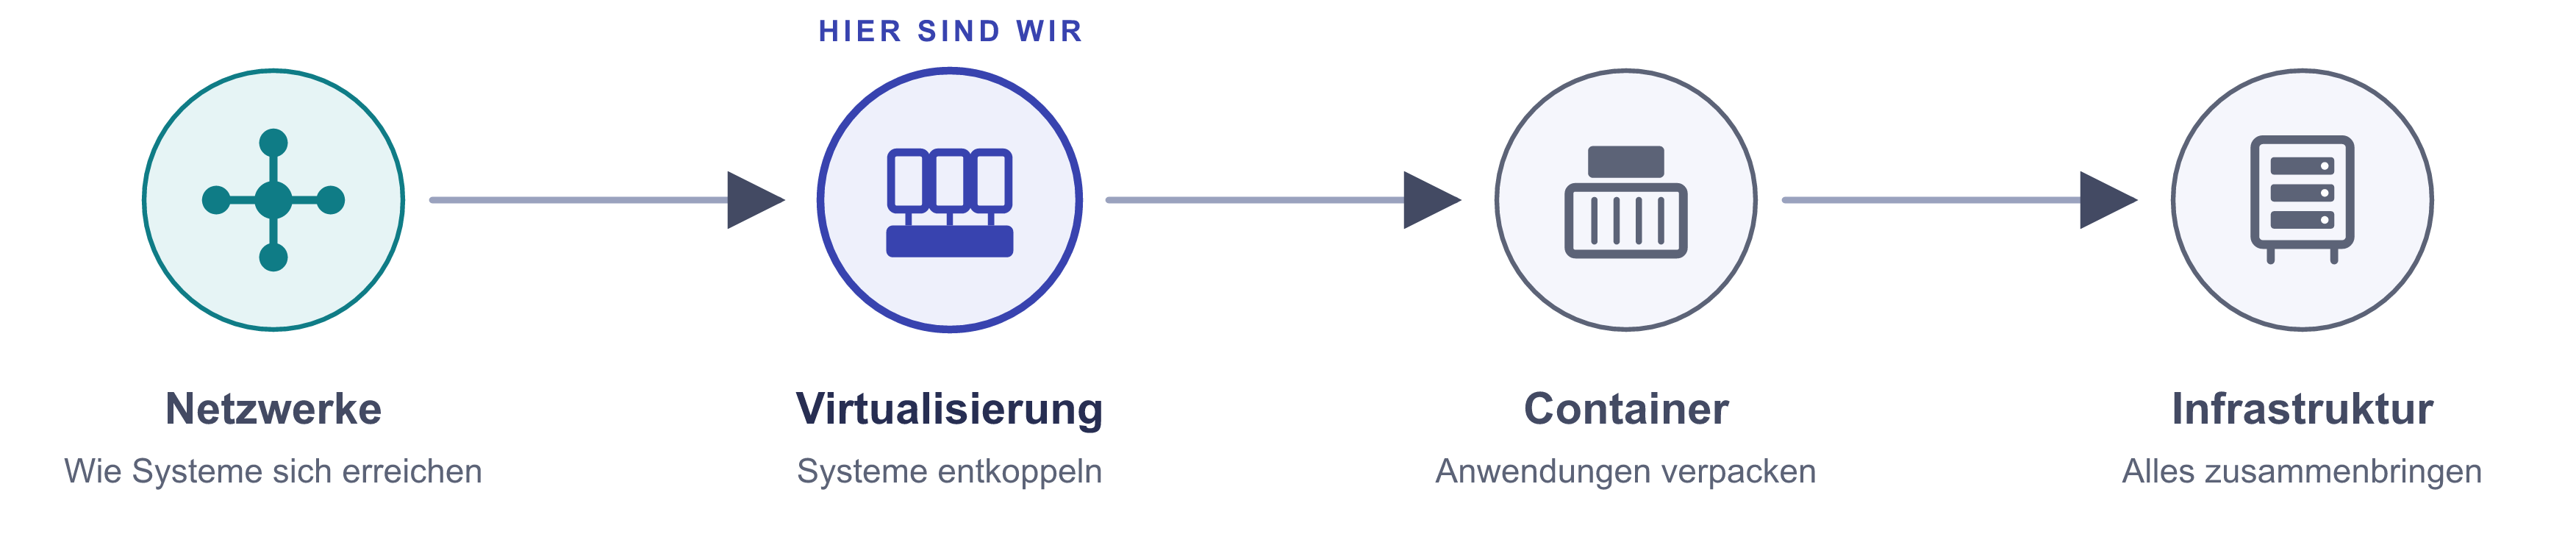 HIER SIND WIR
Netzwerke
Wie Systeme sich erreichen
Virtualisierung
Systeme entkoppeln
Container
Anwendungen verpacken
Infrastruktur
Alles zusammenbringen